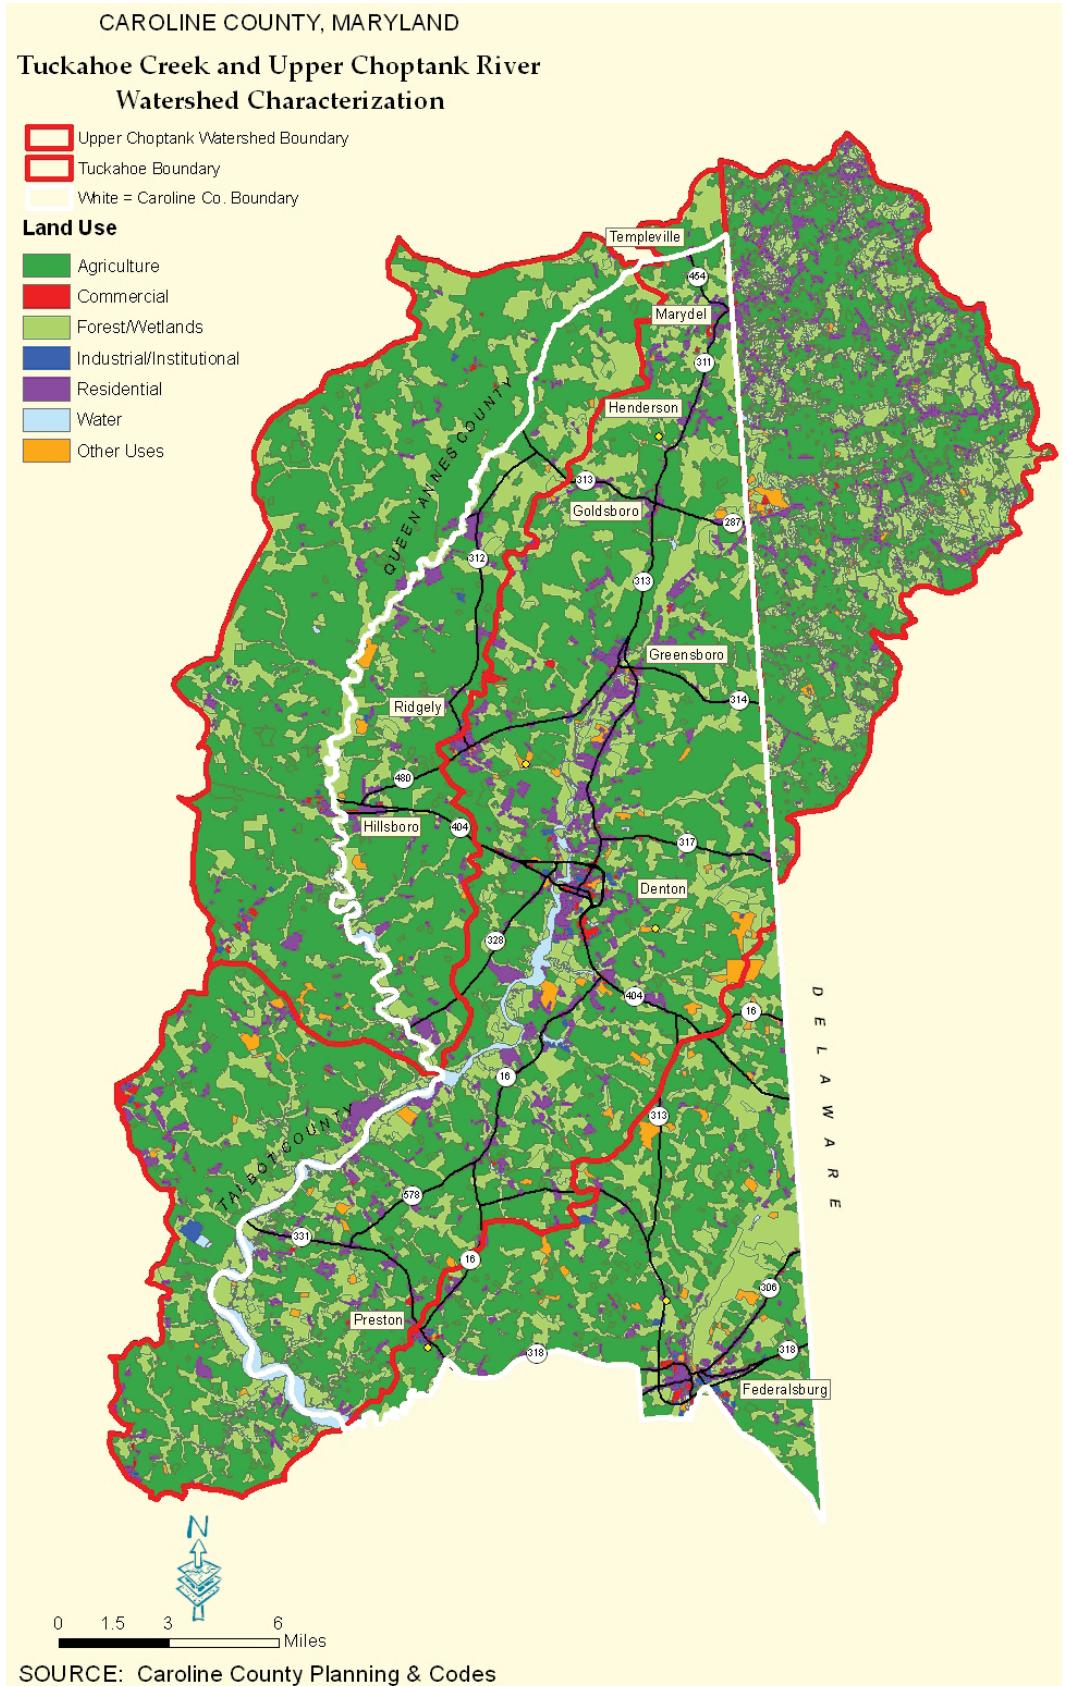 CAROLINE COUNTY, MARYLAND
Tuckahoe Creek and Upper Choptank River
Watershed Characterization
Upper Choptank Watershed Boundary
Tuckahoe Boundary
White = Caroline Co. Boundary
Land Use
Agriculture
Commercial
Forest/Wetlands
Industrial/Institutional
Residential
Water
Other Uses
Templeville
454
Marydel
311
Henderson
QUEEN ANNES COUNTY
313
Goldsboro
287
312
313
Greensboro
314
Ridgely
480
Hillsboro
404
317
Denton
328
404
16
DELAWARE
16
313
TALBOT COUNTY
578
331
16
306
Preston
318
318
Federalsburg
N
0 1.5 3 6
Miles
SOURCE: Caroline County Planning & Codes